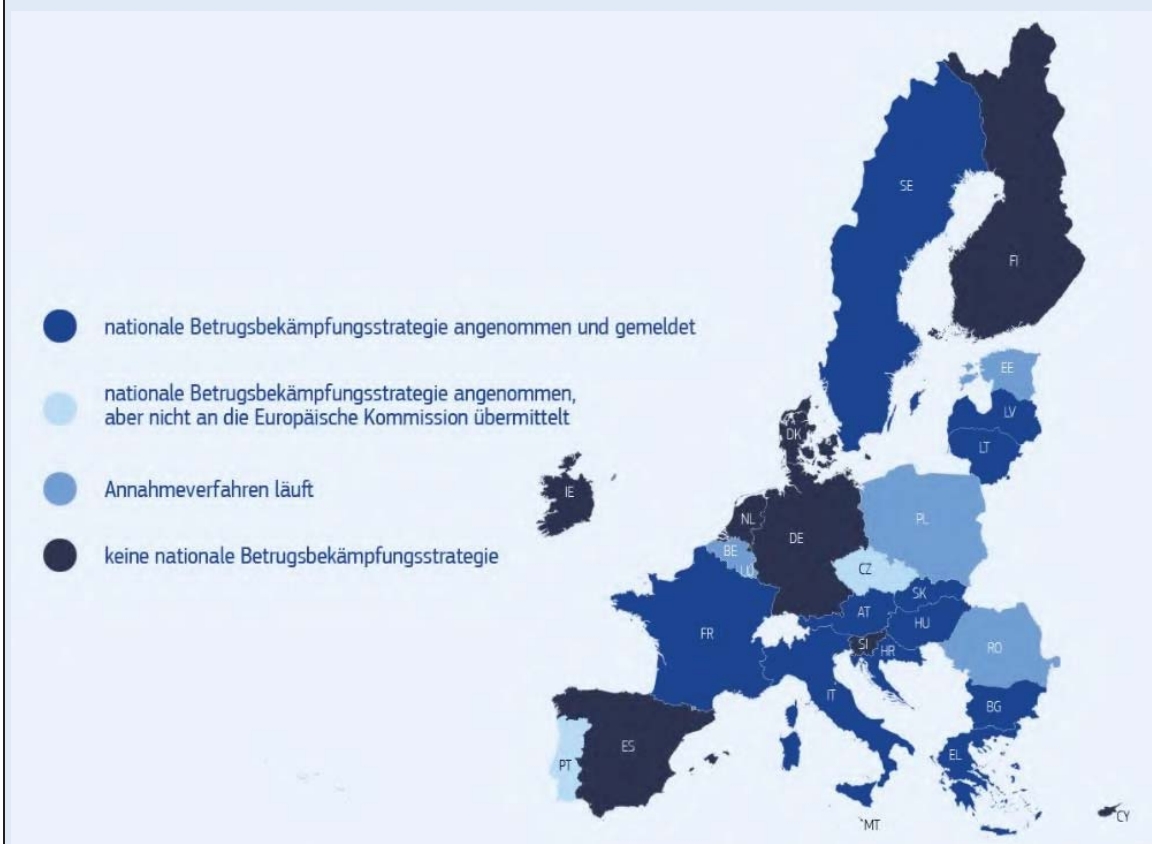 nationale Betrugsbekämpfungsstrategie angenommen und gemeldet
nationale Betrugsbekämpfungsstrategie angenommen,
aber nicht an die Europäische Kommission übermittelt
Annahmeverfahren läuft
keine nationale Betrugsbekämpfungsstrategie
SE
FI
EE
LV
LT
DK
IE
NL
DE
PL
BE
LU
CZ
SK
AT
HU
FR
SI
HR
RO
IT
BG
ES
PT
EL
MT
CY